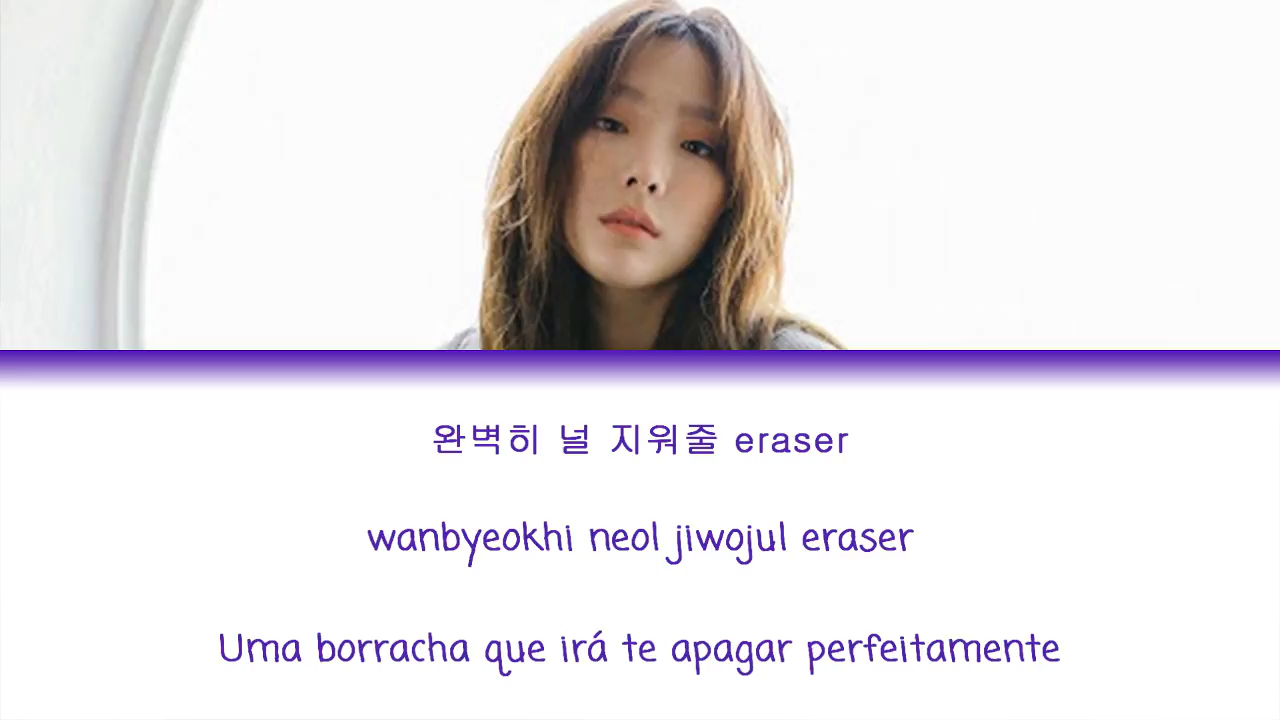 완벽히 널 지워줄 eraser
wanbyeokhi neol jiwojul eraser
Uma borracha que irá te apagar perfeitamente